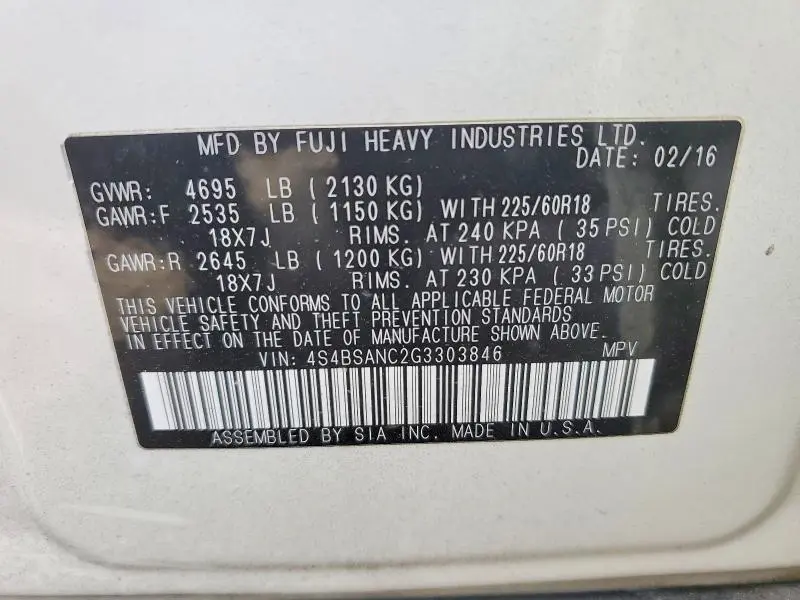 MFD BY FUJI HEAVY INDUSTRIES LTD.
DATE: 02/16
GVWR: 4695 LB ( 2130 KG)
GAWR:F 2535 LB ( 1150 KG) WITH 225/60R18 TIRES.
18X7J RIMS. AT 240 KPA ( 35 PSI) COLD
GAWR:R 2645 LB ( 1200 KG) WITH 225/60R18 TIRES.
18X7J RIMS. AT 230 KPA ( 33 PSI) COLD
THIS VEHICLE CONFORMS TO ALL APPLICABLE FEDERAL MOTOR
VEHICLE SAFETY AND THEFT PREVENTION STANDARDS
IN EFFECT ON THE DATE OF MANUFACTURE SHOWN ABOVE.
VIN: 4S4BSANC2G3303846 MPV
ASSEMBLED BY SIA INC. MADE IN U.S.A.